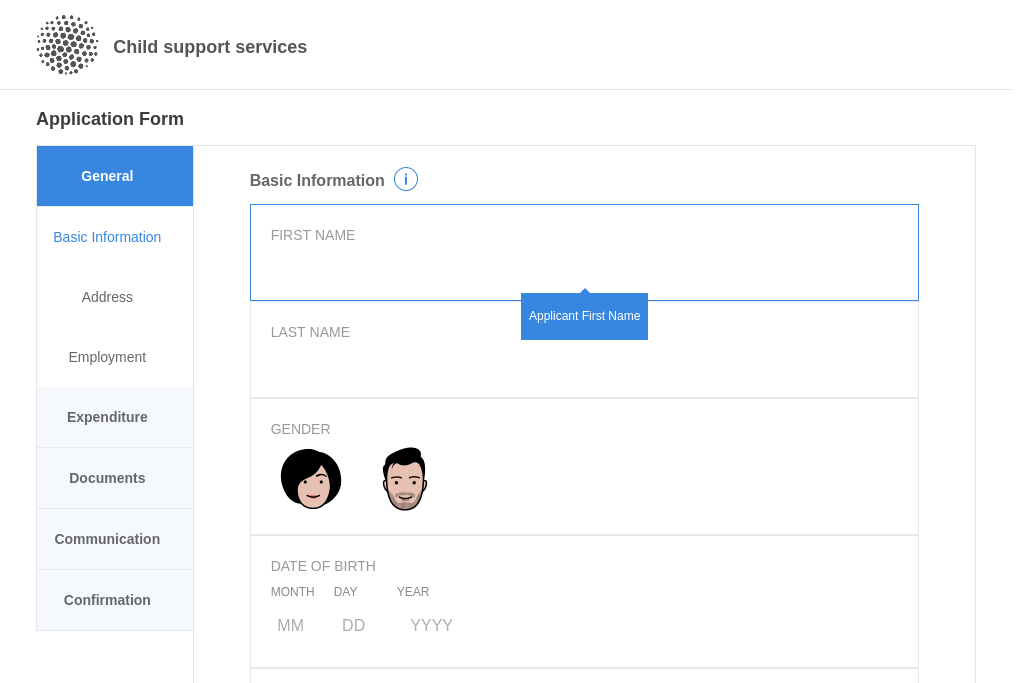 Child support services
Application Form
General
Basic Information
Address
Employment
Expenditure
Documents
Communication
Confirmation
Basic Information i
FIRST NAME
Applicant First Name
LAST NAME
GENDER
DATE OF BIRTH
MONTH DAY YEAR
MM DD YYYY